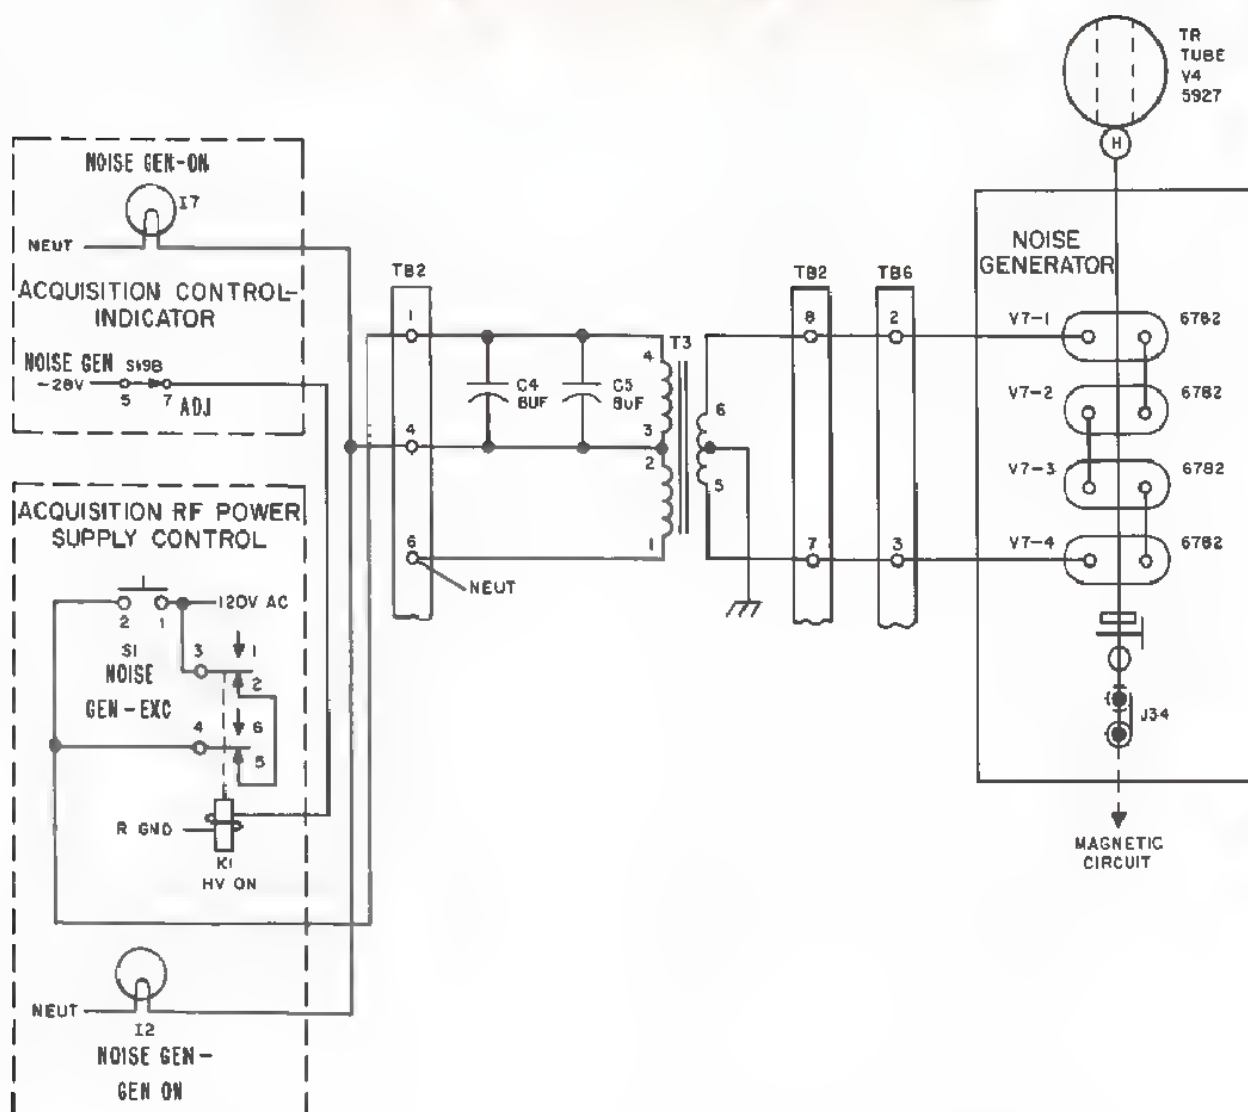 TR
TUBE
V4
5927
H
NOISE GEN-ON
I7
NEUT
ACQUISITION CONTROL-
INDICATOR
NOISE GEN S49B
-28V
5
7
ADJ
TB2
1
4
6
NEUT
C4
8UF
C5
8UF
T3
4
3
2
1
6
5
TB2
8
7
TB6
2
3
NOISE
GENERATOR
V7-1
6782
V7-2
6782
V7-3
6782
V7-4
6782
J34
MAGNETIC
CIRCUIT
ACQUISITION RF POWER
SUPPLY CONTROL
120V AC
2
1
S1
NOISE
GEN-EXC
3
1
2
4
6
5
R GND
K1
HV ON
NEUT
I2
NOISE GEN-
GEN ON